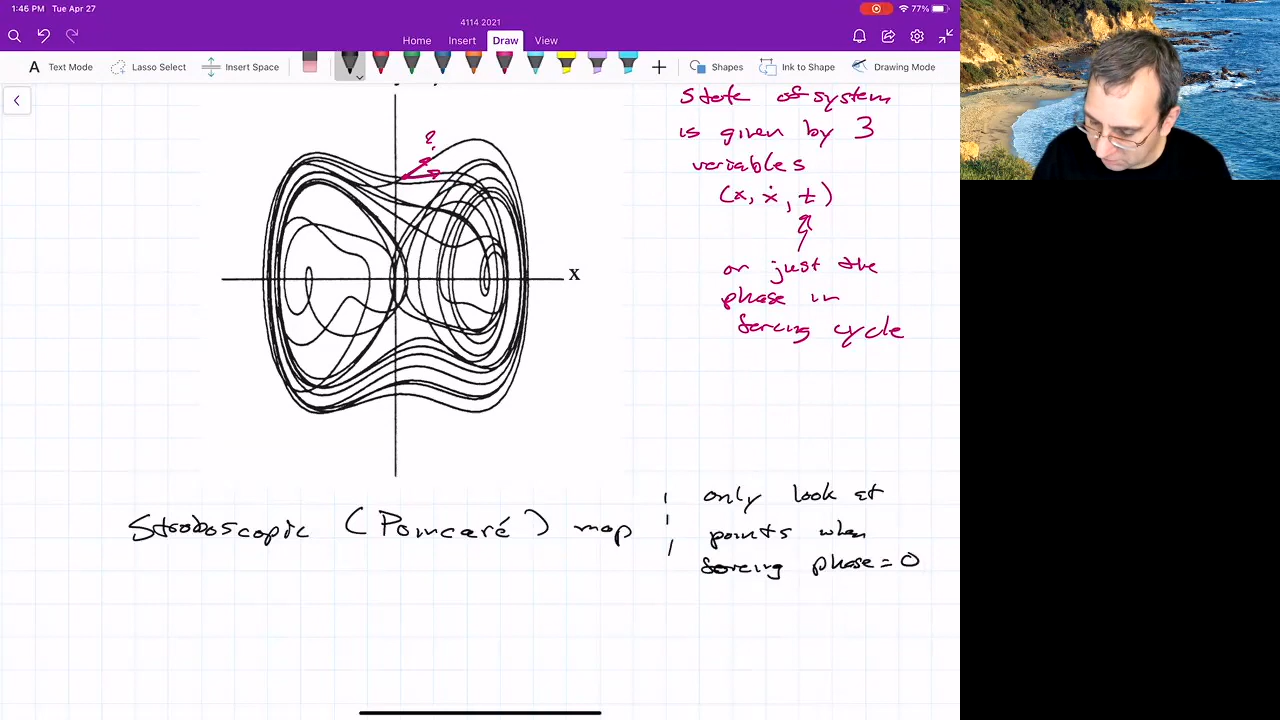 1:46 PM Tue Apr 27
77%
4114 2021
Home Insert Draw View
Text Mode Lasso Select Insert Space Shapes Ink to Shape Drawing Mode
State of system
is given by 3
variables
(x, ẋ, t)
or just the
phase in
forcing cycle
?
x
Stroboscopic (Poincaré) map
only look at
points when
forcing phase = 0